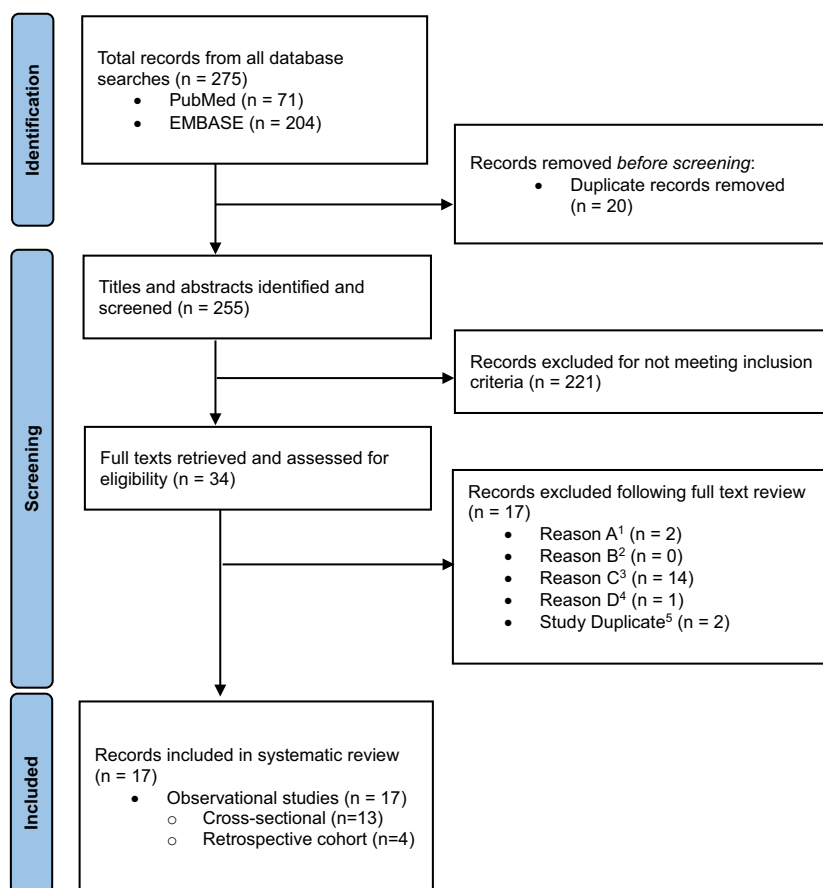 Identification
Total records from all database
searches (n = 275)
• PubMed (n = 71)
• EMBASE (n = 204)
Records removed before screening:
• Duplicate records removed
(n = 20)
Screening
Titles and abstracts identified and
screened (n = 255)
Records excluded for not meeting inclusion
criteria (n = 221)
Full texts retrieved and assessed for
eligibility (n = 34)
Records excluded following full text review
(n = 17)
• Reason A¹ (n = 2)
• Reason B² (n = 0)
• Reason C³ (n = 14)
• Reason D⁴ (n = 1)
• Study Duplicate⁵ (n = 2)
Included
Records included in systematic review
(n = 17)
• Observational studies (n = 17)
o Cross-sectional (n=13)
o Retrospective cohort (n=4)